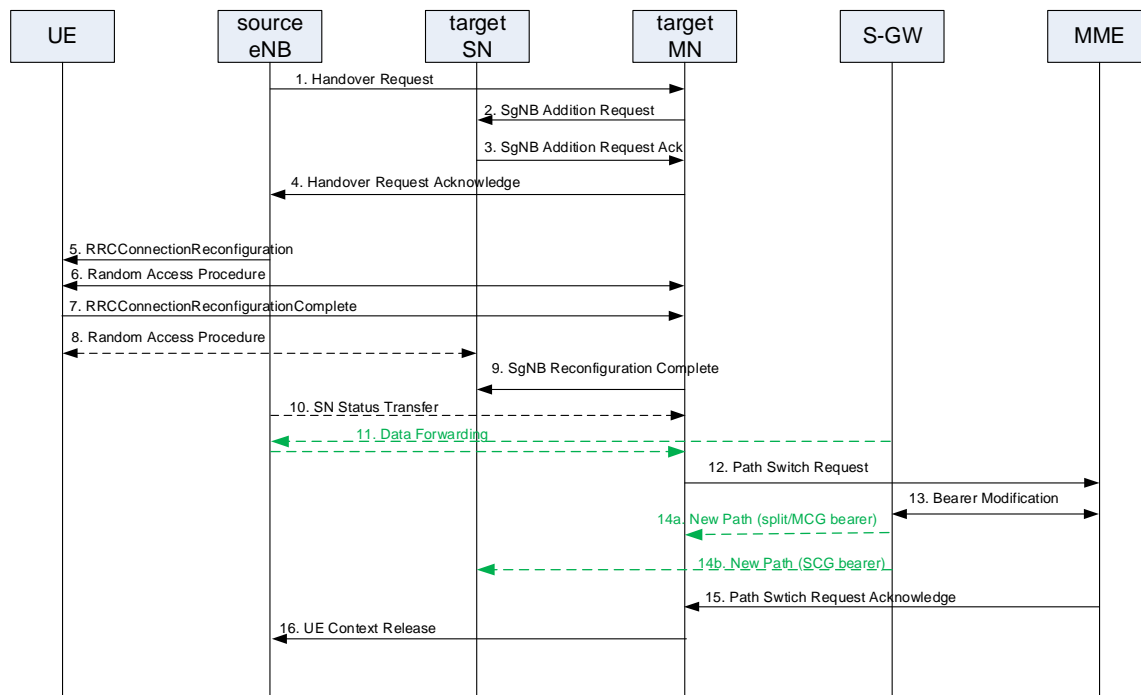 UE
source
eNB
target
SN
target
MN
S-GW
MME
1. Handover Request
2. SgNB Addition Request
3. SgNB Addition Request Ack
4. Handover Request Acknowledge
5. RRCConnectionReconfiguration
6. Random Access Procedure
7. RRCConnectionReconfigurationComplete
8. Random Access Procedure
9. SgNB Reconfiguration Complete
10. SN Status Transfer
11. Data Forwarding
12. Path Switch Request
13. Bearer Modification
14a. New Path (split/MCG bearer)
14b. New Path (SCG bearer)
15. Path Swtich Request Acknowledge
16. UE Context Release